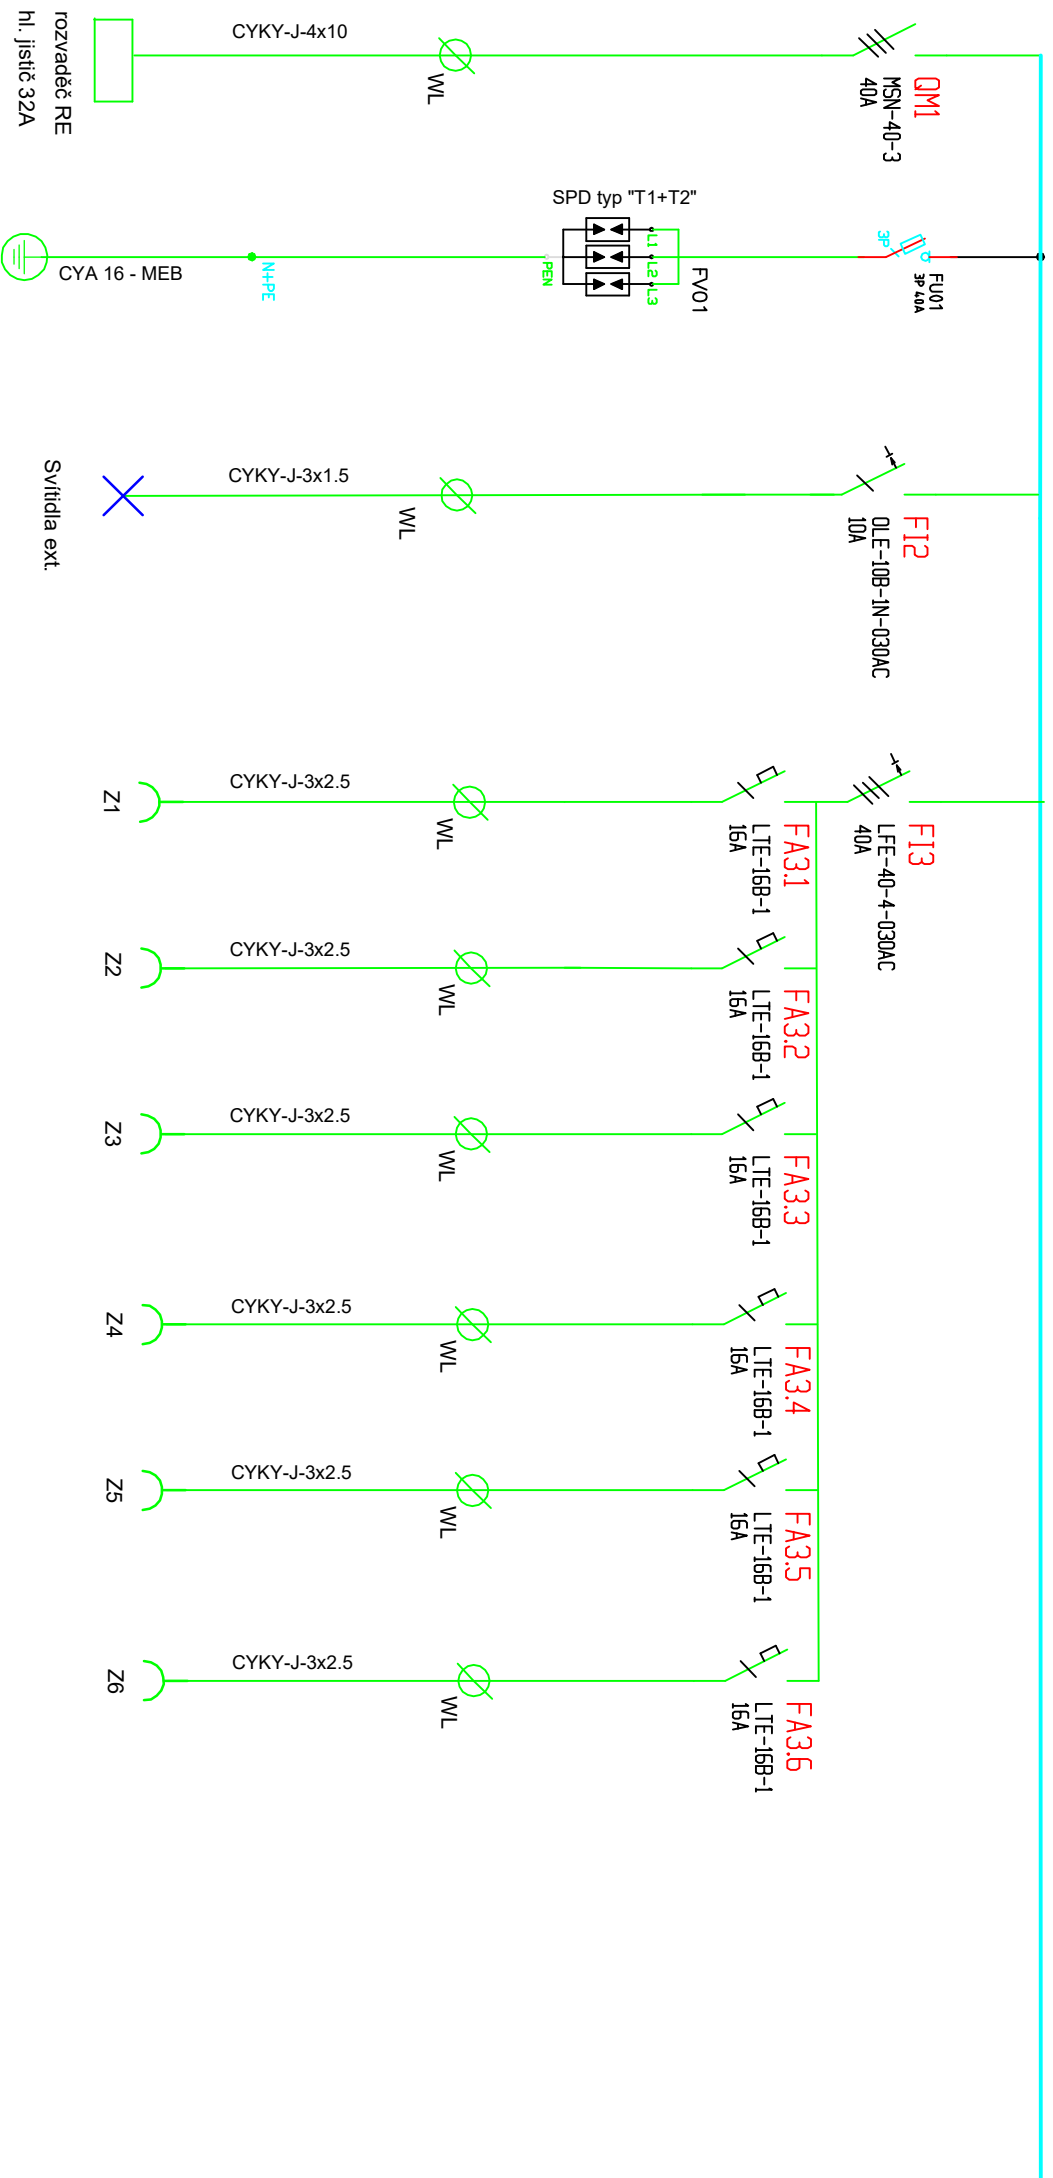 CYKY-J-4x10
WL
QM1
MSN-40-3
40A
rozvaděč RE
hl. jistič 32A
SPD typ "T1+T2"
L1
L2
L3
PEN
FV01
3P
FU01
3P 40A
N+PE
CYA 16 - MEB
CYKY-J-3x1.5
WL
FI2
OLE-10B-1N-030AC
10A
Svítidla ext.
FI3
LFE-40-4-030AC
40A
CYKY-J-3x2.5
WL
FA3.1
LTE-16B-1
16A
Z1
CYKY-J-3x2.5
WL
FA3.2
LTE-16B-1
16A
Z2
CYKY-J-3x2.5
WL
FA3.3
LTE-16B-1
16A
Z3
CYKY-J-3x2.5
WL
FA3.4
LTE-16B-1
16A
Z4
CYKY-J-3x2.5
WL
FA3.5
LTE-16B-1
16A
Z5
CYKY-J-3x2.5
WL
FA3.6
LTE-16B-1
16A
Z6